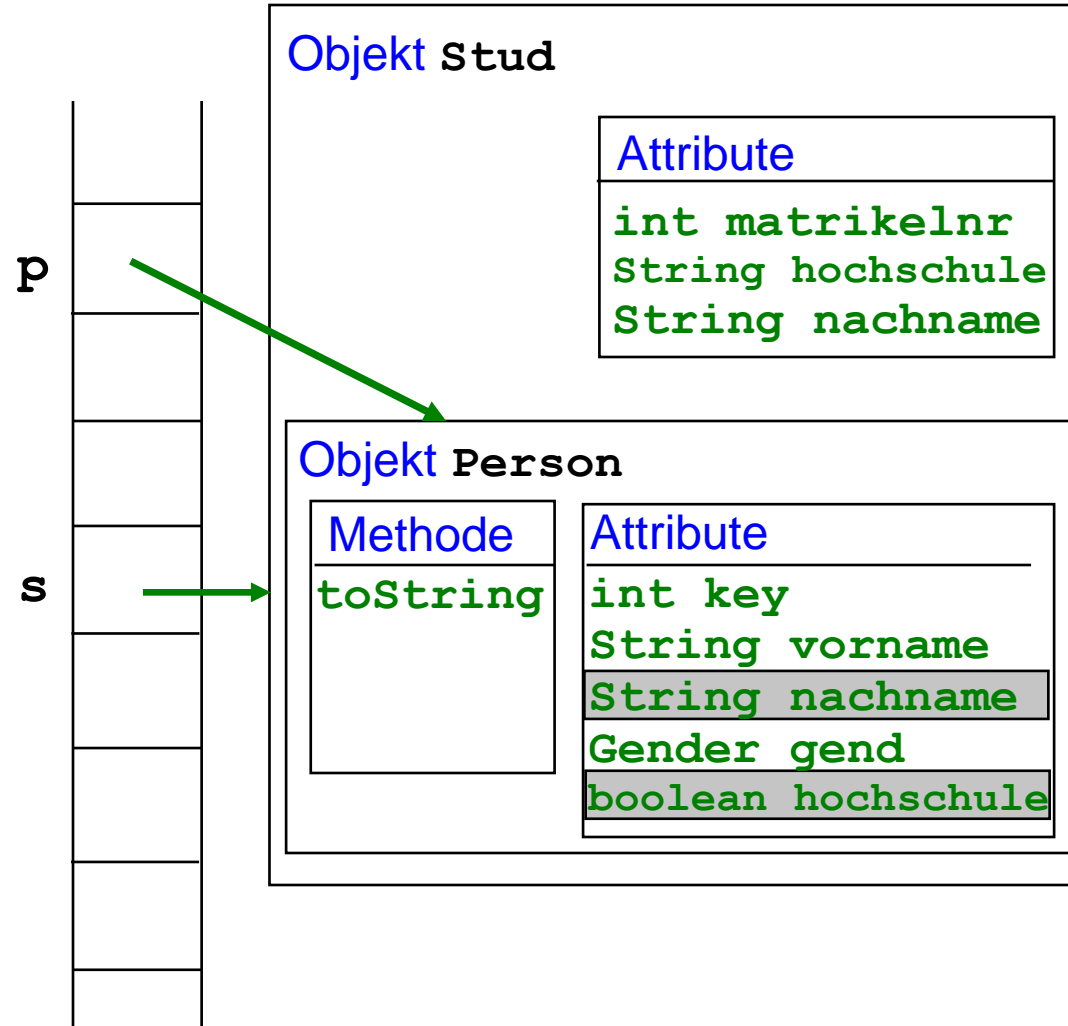 Objekt Stud
Attribute
int matrikelnr
String hochschule
String nachname
p
Objekt Person
Methode
toString
Attribute
int key
String vorname
String nachname
Gender gend
boolean hochschule
s